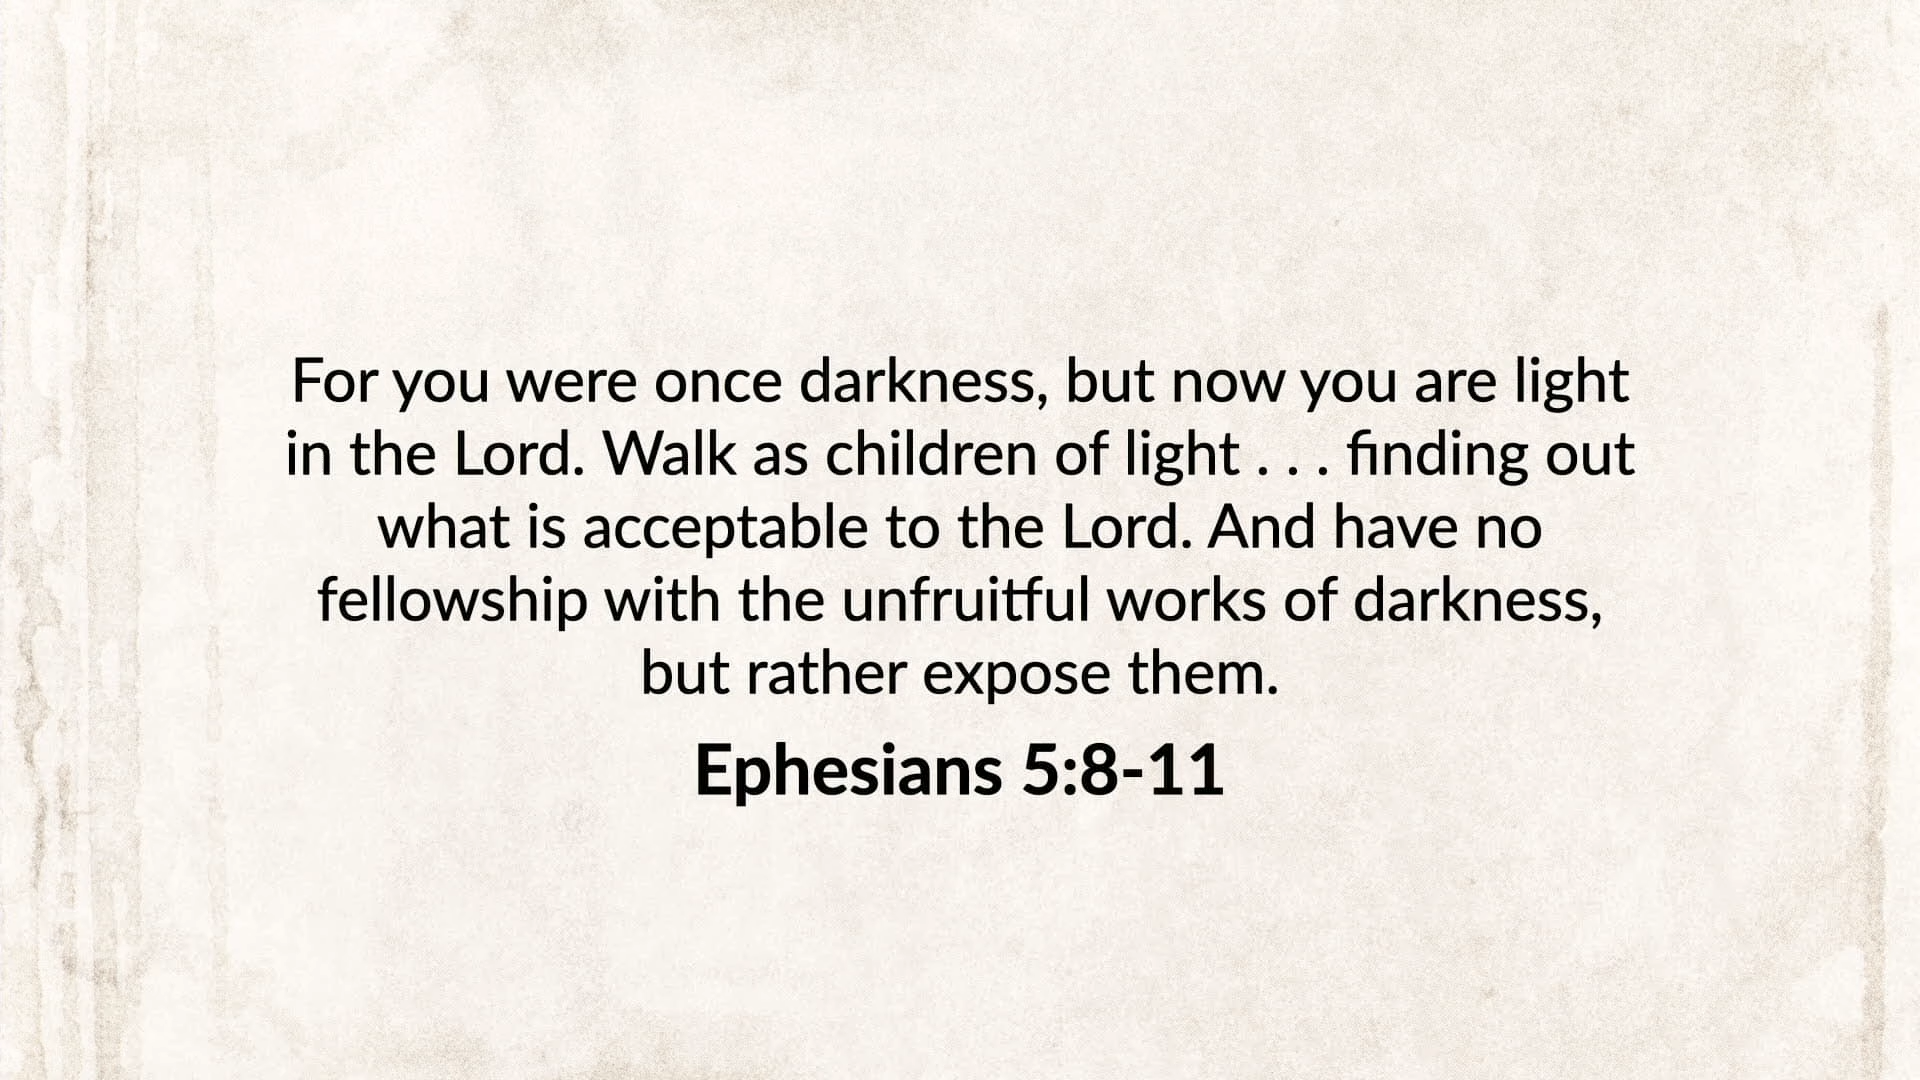 For you were once darkness, but now you are light
in the Lord. Walk as children of light . . . finding out
what is acceptable to the Lord. And have no
fellowship with the unfruitful works of darkness,
but rather expose them.
Ephesians 5:8-11